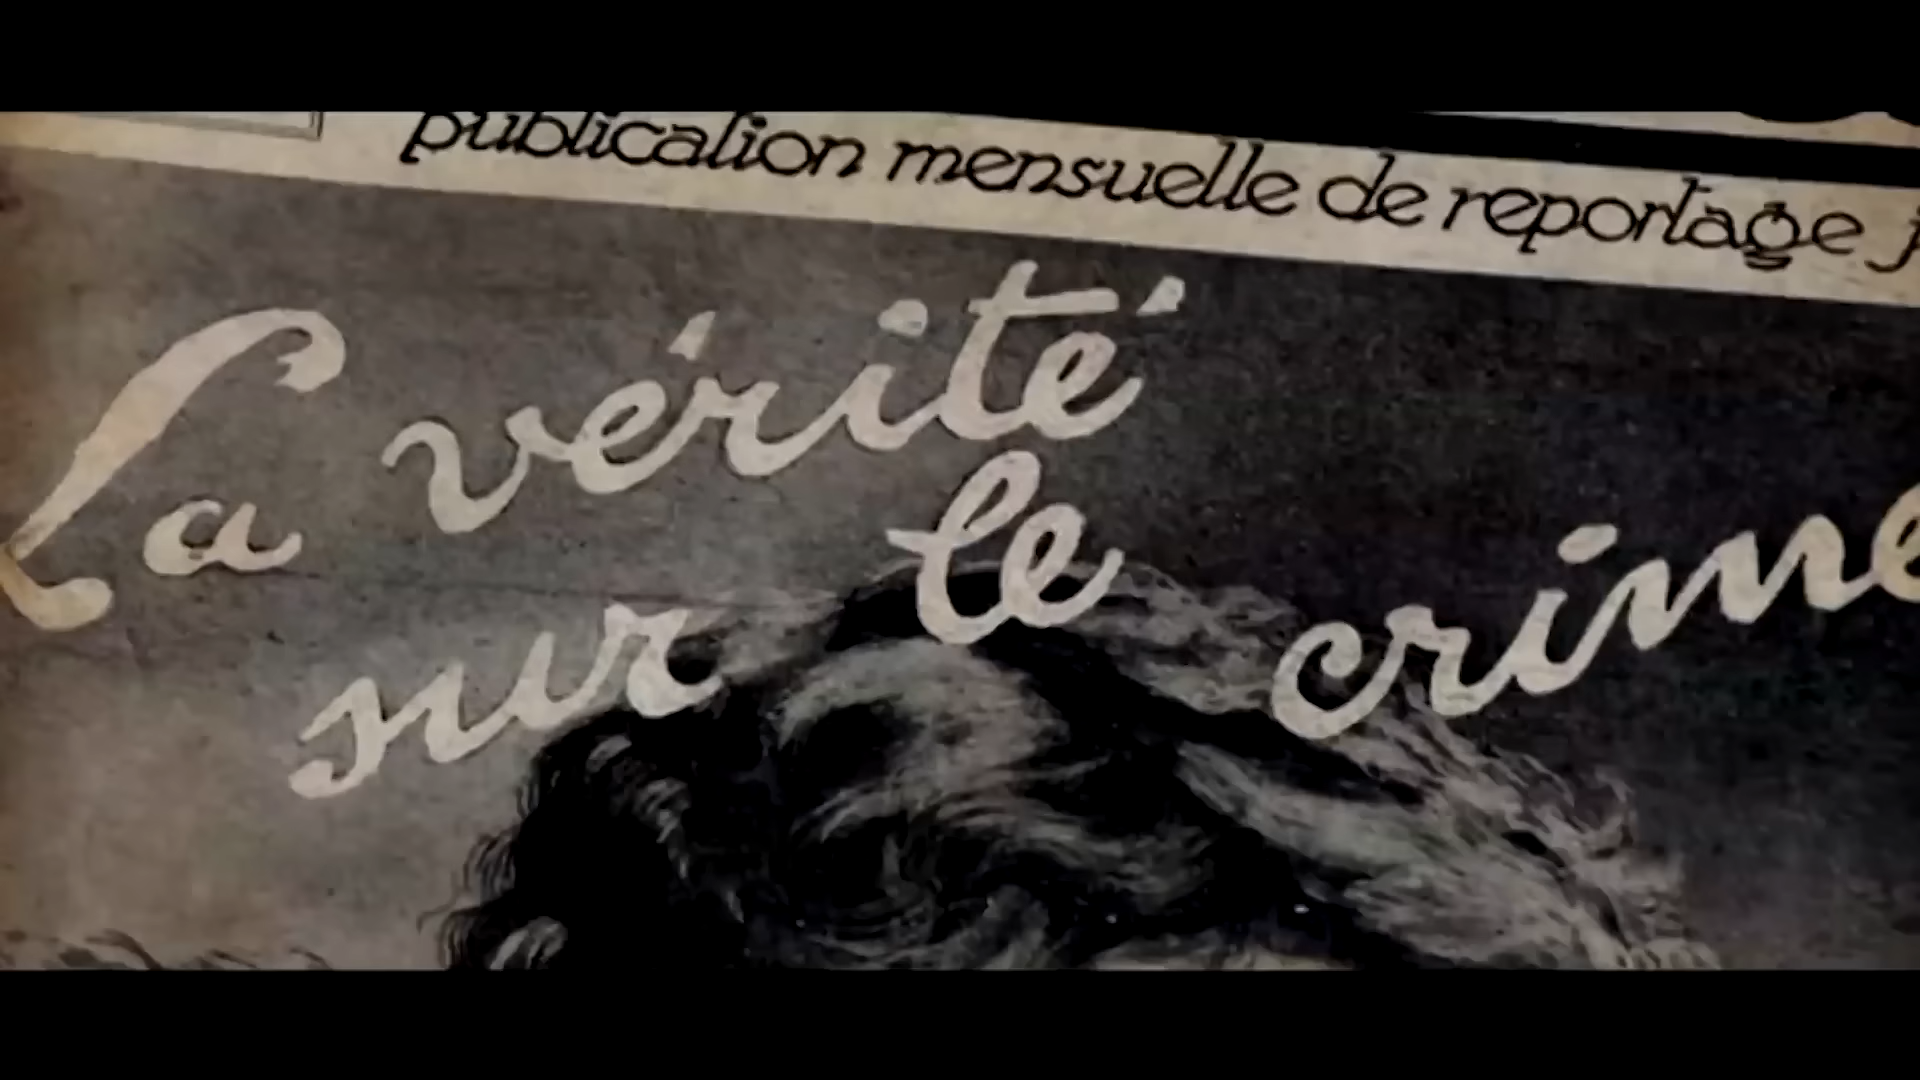 publication mensuelle de reportage
La vérité
sur le crime